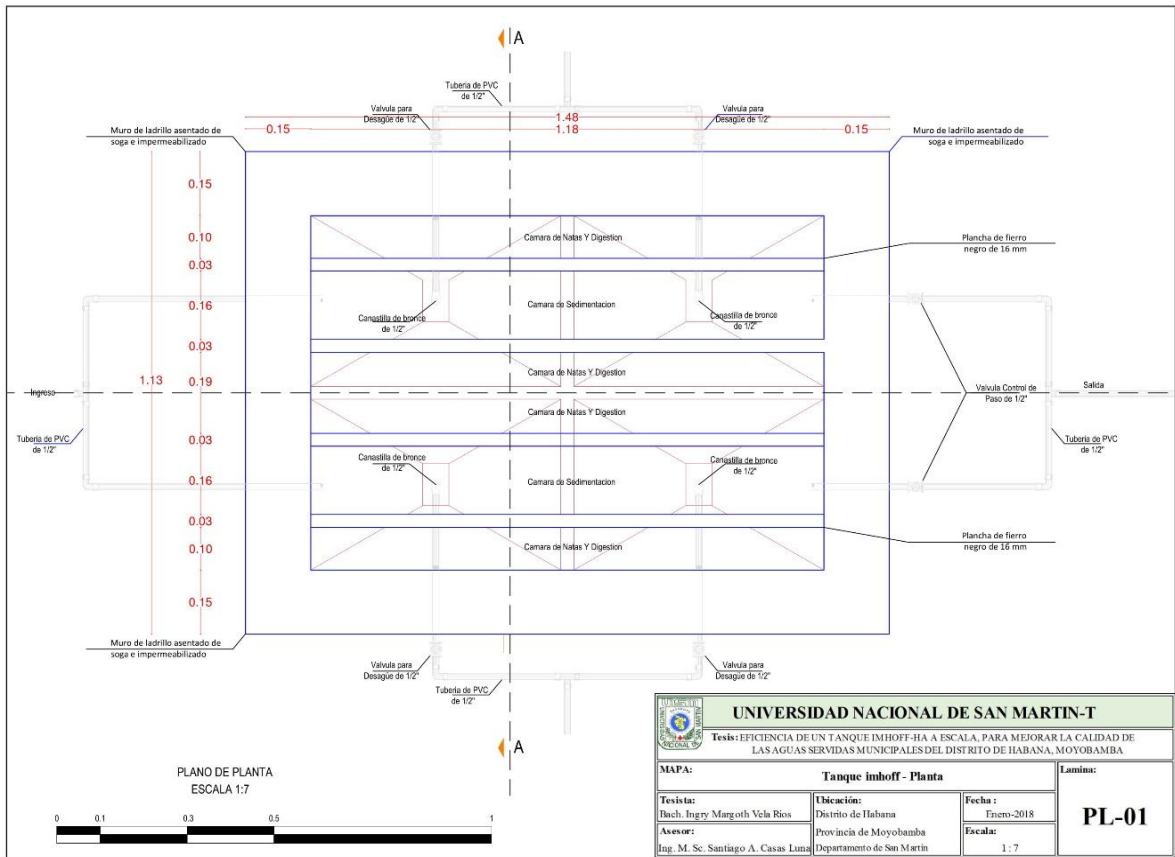 A
Tuberia de PVC
de 1/2"
Valvula para
Desagüe de 1/2"
1.48
Valvula para
Desagüe de 1/2"
0.15
1.18
0.15
Muro de ladrillo asentado de
soga e impermeabilizado
Muro de ladrillo asentado de
soga e impermeabilizado
0.15
0.10
0.03
0.16
0.03
1.13
0.19
0.03
0.16
0.03
0.10
0.15
Camara de Natas Y Digestion
Plancha de fierro
negro de 16 mm
Camara de Sedimentacion
Canastilla de bronce
de 1/2"
Canastilla de bronce
de 1/2"
Camara de Natas Y Digestion
Ingreso
Valvula Control de
Paso de 1/2"
Salida
Camara de Natas Y Digestion
Tuberia de PVC
de 1/2"
Tuberia de PVC
de 1/2"
Canastilla de bronce
de 1/2"
Canastilla de bronce
de 1/2"
Camara de Sedimentacion
Plancha de fierro
negro de 16 mm
Camara de Natas Y Digestion
Muro de ladrillo asentado de
soga e impermeabilizado
Valvula para
Desagüe de 1/2"
Valvula para
Desagüe de 1/2"
Tuberia de PVC
de 1/2"
A
PLANO DE PLANTA
ESCALA 1:7
0 0.1 0.3 0.5 1
UNIVERSIDAD NACIONAL DE SAN MARTIN-T
Tesis: EFICIENCIA DE UN TANQUE IMHOFF-HA A ESCALA, PARA MEJORAR LA CALIDAD DE
LAS AGUAS SERVIDAS MUNICIPALES DEL DISTRITO DE HABANA, MOYOBAMBA
MAPA:
Tanque imhoff - Planta
Lamina:
PL-01
Tesista:
Bach. Ingry Margoth Vela Rios
Ubicación:
Distrito de Habana
Provincia de Moyobamba
Departamento de San Martin
Fecha :
Enero-2018
Asesor:
Ing. M. Sc. Santiago A. Casas Luna
Escala:
1 : 7